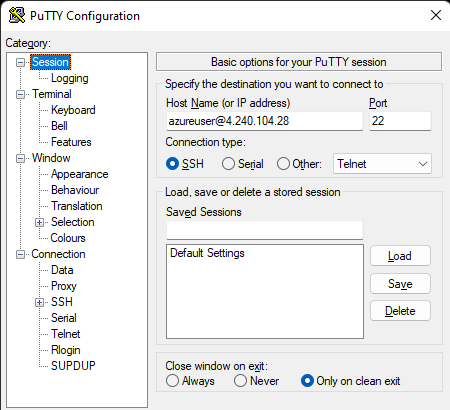 PuTTY Configuration
Category:
Session
Logging
Terminal
Keyboard
Bell
Features
Window
Appearance
Behaviour
Translation
Selection
Colours
Connection
Data
Proxy
SSH
Serial
Telnet
Rlogin
SUPDUP
Basic options for your PuTTY session
Specify the destination you want to connect to
Host Name (or IP address) Port
azureuser@4.240.104.28 22
Connection type:
SSH Serial Other: Telnet
Load, save or delete a stored session
Saved Sessions
Default Settings
Load
Save
Delete
Close window on exit:
Always Never Only on clean exit